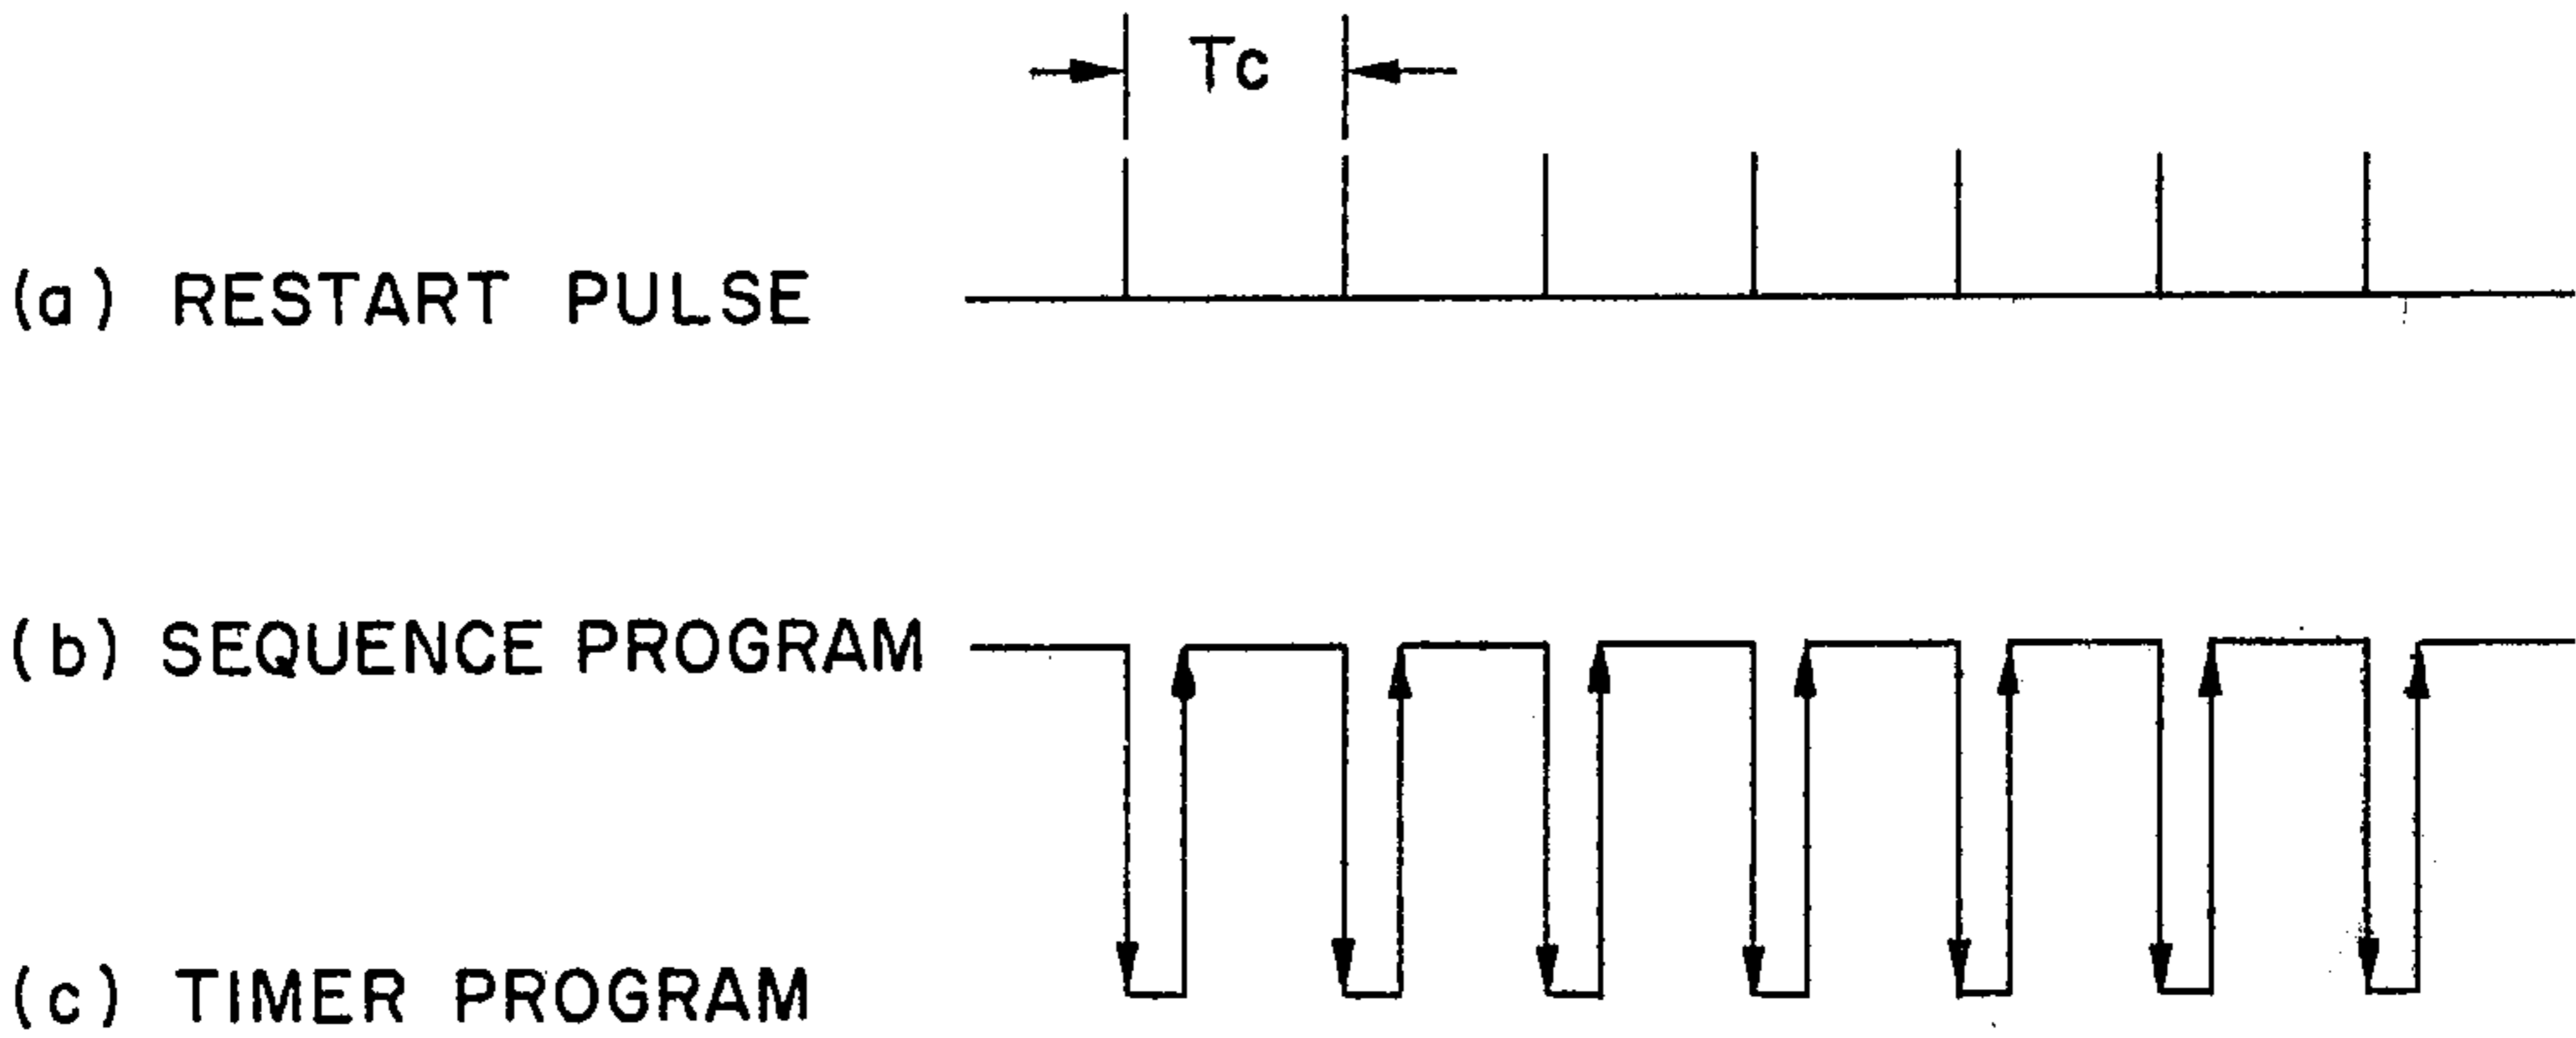 Tc
(a) RESTART PULSE
(b) SEQUENCE PROGRAM
(c) TIMER PROGRAM